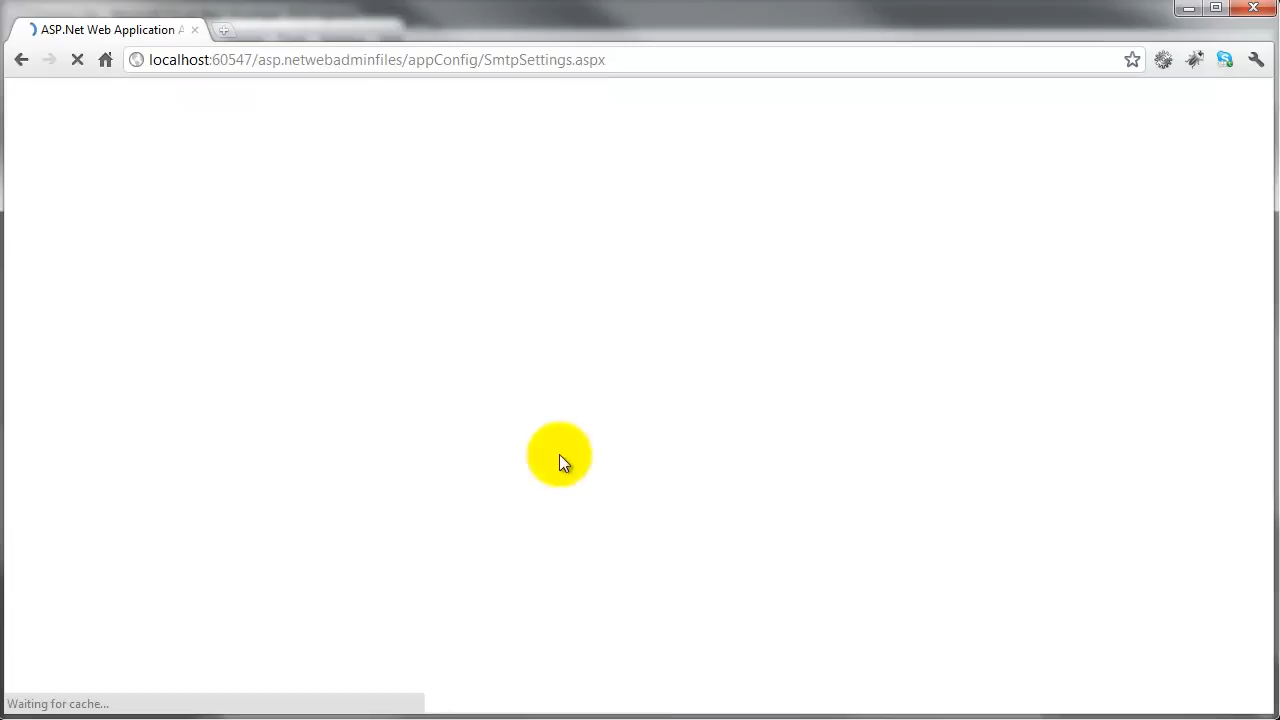 ASP.Net Web Application A
localhost:60547/asp.netwebadminfiles/appConfig/SmtpSettings.aspx
Waiting for cache...